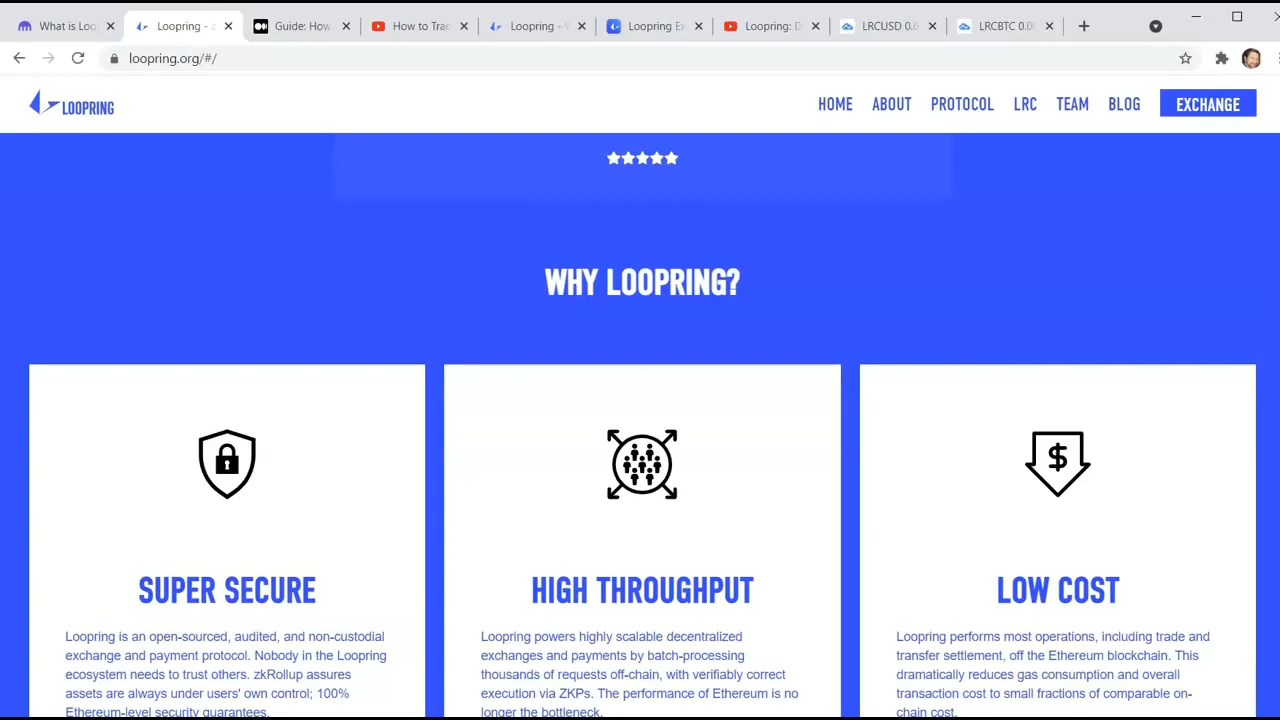 What is Loo
Loopring - z
Guide: How
How to Trac
Loopring - 
Loopring Ex
Loopring: D
LRCUSD 0.6
LRCBTC 0.00
loopring.org/#/
LOOPRING
HOME ABOUT PROTOCOL LRC TEAM BLOG EXCHANGE
WHY LOOPRING?
SUPER SECURE
Loopring is an open-sourced, audited, and non-custodial
exchange and payment protocol. Nobody in the Loopring
ecosystem needs to trust others. zkRollup assures
assets are always under users' own control; 100%
Ethereum-level security guarantees.
HIGH THROUGHPUT
Loopring powers highly scalable decentralized
exchanges and payments by batch-processing
thousands of requests off-chain, with verifiably correct
execution via ZKPs. The performance of Ethereum is no
longer the bottleneck.
LOW COST
Loopring performs most operations, including trade and
transfer settlement, off the Ethereum blockchain. This
dramatically reduces gas consumption and overall
transaction cost to small fractions of comparable on-
chain cost.